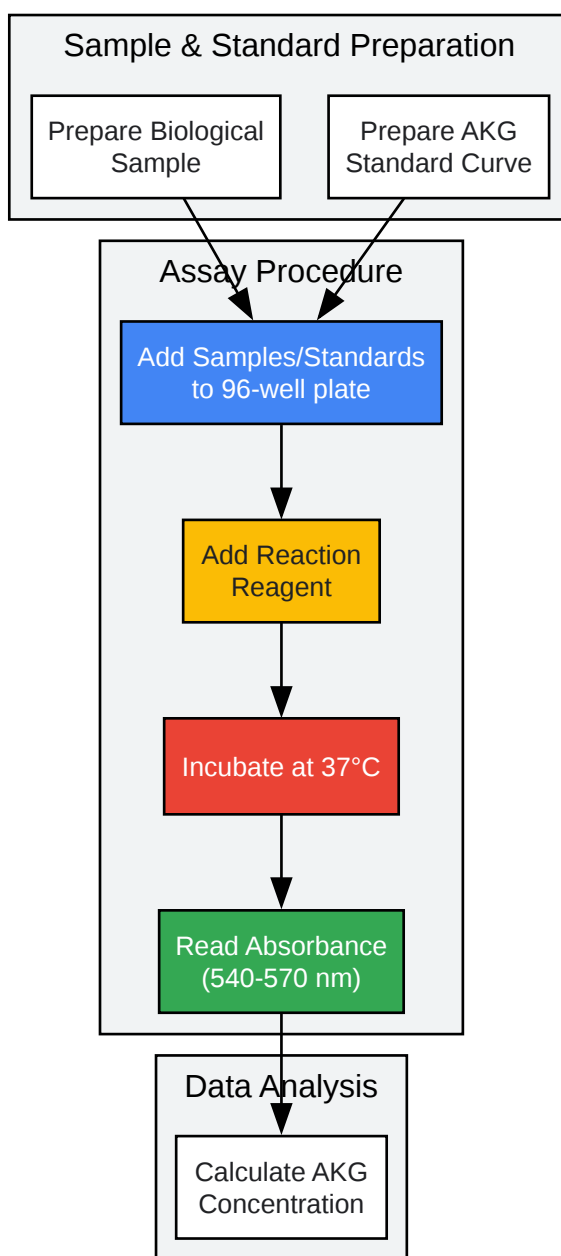 Sample & Standard Preparation
Prepare Biological
Sample
Prepare AKG
Standard Curve
Assay Procedure
Add Samples/Standards
to 96-well plate
Add Reaction
Reagent
Incubate at 37°C
Read Absorbance
(540-570 nm)
Data Analysis
Calculate AKG
Concentration